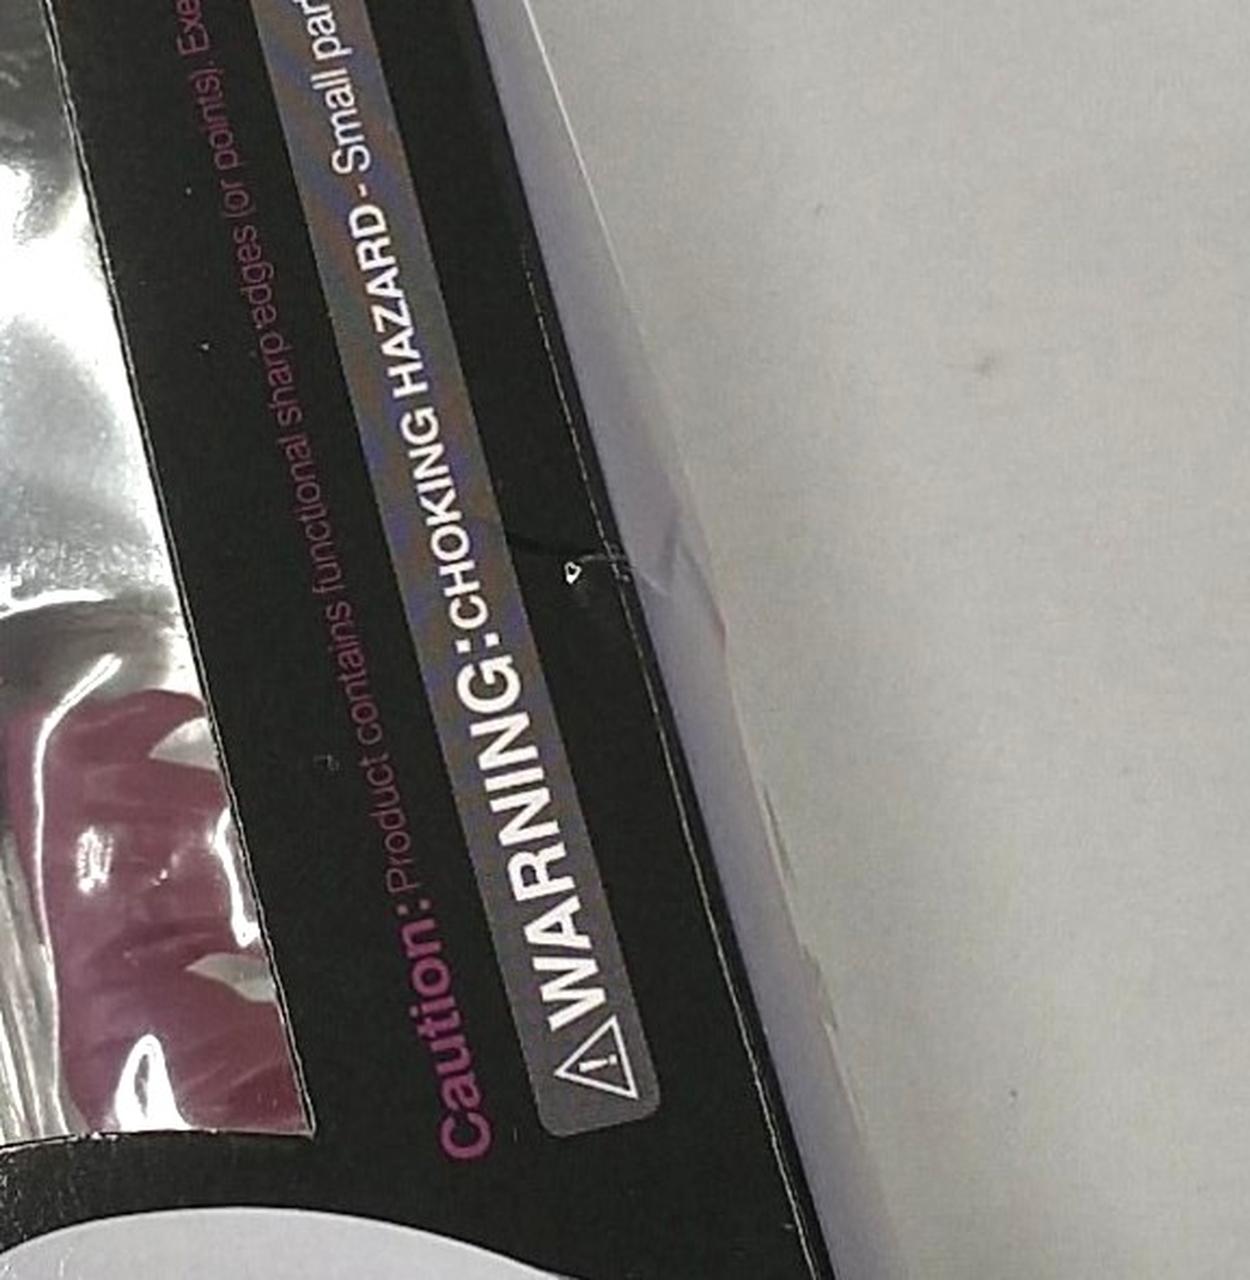 Caution: Product contains functional sharp edges (or points). Exe
⚠WARNING: CHOKING HAZARD - Small par